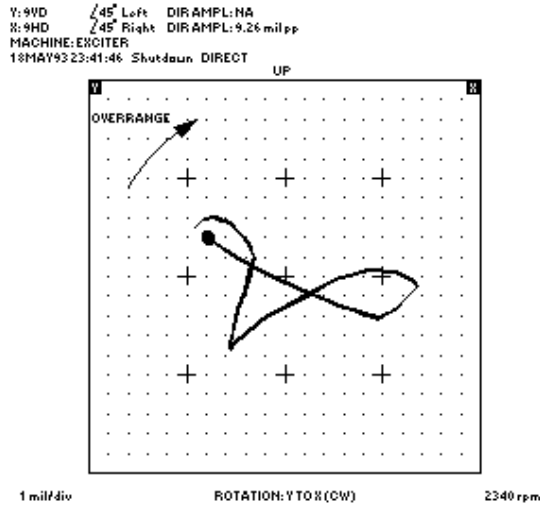 Y: 9VD ∠45° Left DIR AMPL: NA
X: 9HD ∠45° Right DIR AMPL: 9.26 mil pp
MACHINE: EXCITER
18MAY93 23:41:46 Shutdown DIRECT
UP
Y X
OVERRANGE
1 mil/div ROTATION: Y TO X (CW) 2340 rpm